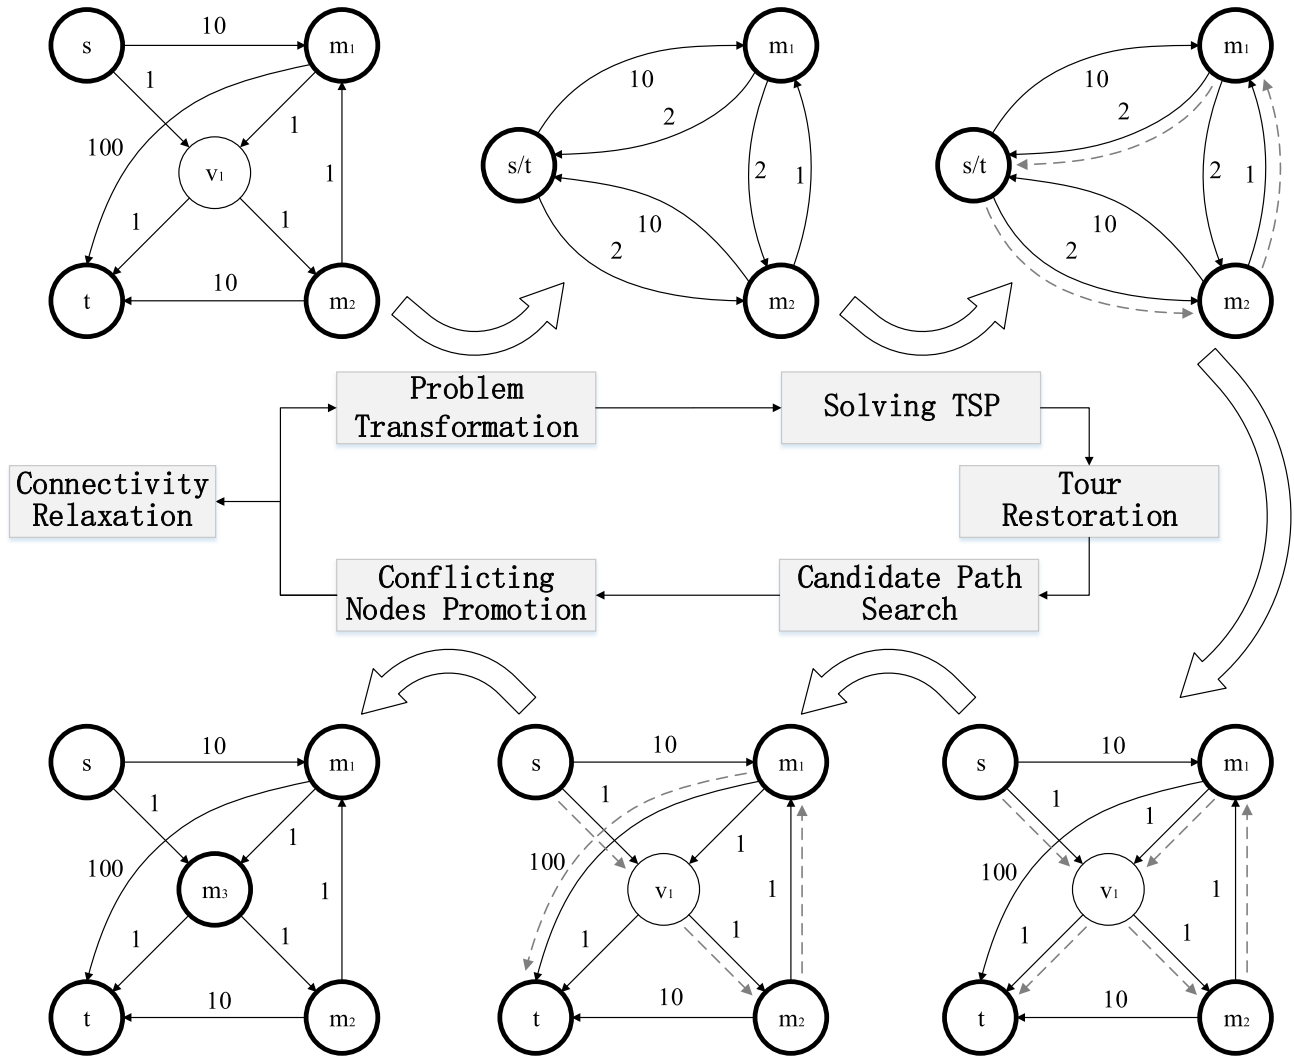 s
10
m1
1
100
1
v1
1
1
1
t
10
m2
m1
10
2
s/t
2
1
10
2
m2
m1
10
2
s/t
2
1
10
2
m2
Problem
Transformation
Solving TSP
Connectivity
Relaxation
Tour
Restoration
Conflicting
Nodes Promotion
Candidate Path
Search
s
10
m1
1
1
100
m3
1
1
1
t
10
m2
s
10
m1
1
1
100
v1
1
1
1
t
10
m2
s
10
m1
1
1
100
v1
1
1
1
t
10
m2